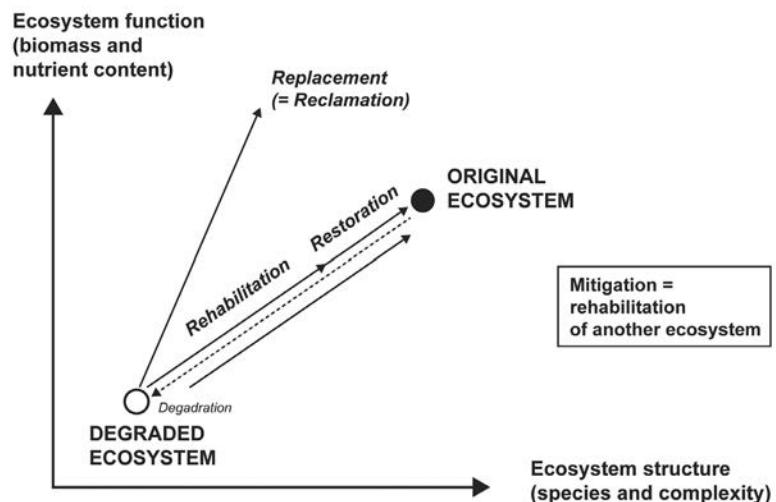 Ecosystem function
(biomass and
nutrient content)
Replacement
(= Reclamation)
ORIGINAL
ECOSYSTEM
Restoration
Rehabilitation
Mitigation =
rehabilitation
of another ecosystem
Degadration
DEGRADED
ECOSYSTEM
Ecosystem structure
(species and complexity)